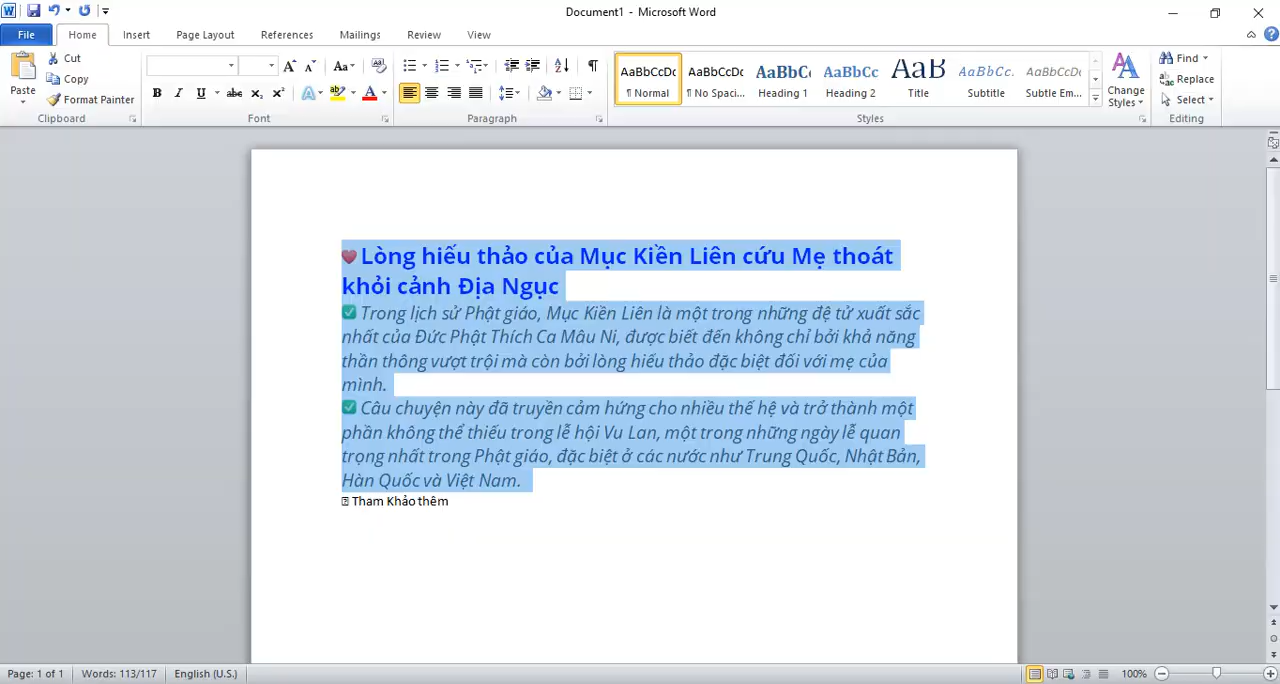 Document1 - Microsoft Word
File Home Insert Page Layout References Mailings Review View
Cut
Copy
Format Painter
Paste
Clipboard
Font
Paragraph
AaBbCcDc AaBbCcDc AaBbCc AaBbCc AaB AaBbCc. AaBbCcDc
¶ Normal ¶ No Spac... Heading 1 Heading 2 Title Subtitle Subtle Em...
Change Styles
Styles
Find
Replace
Select
Editing
❤️ Lòng hiếu thảo của Mục Kiền Liên cứu Mẹ thoát
khỏi cảnh Địa Ngục
✅ Trong lịch sử Phật giáo, Mục Kiền Liên là một trong những đệ tử xuất sắc
nhất của Đức Phật Thích Ca Mâu Ni, được biết đến không chỉ bởi khả năng
thần thông vượt trội mà còn bởi lòng hiếu thảo đặc biệt đối với mẹ của
mình.
✅ Câu chuyện này đã truyền cảm hứng cho nhiều thế hệ và trở thành một
phần không thể thiếu trong lễ hội Vu Lan, một trong những ngày lễ quan
trọng nhất trong Phật giáo, đặc biệt ở các nước như Trung Quốc, Nhật Bản,
Hàn Quốc và Việt Nam.
Tham Khảo thêm
Page: 1 of 1 Words: 113/117 English (U.S.) 100%